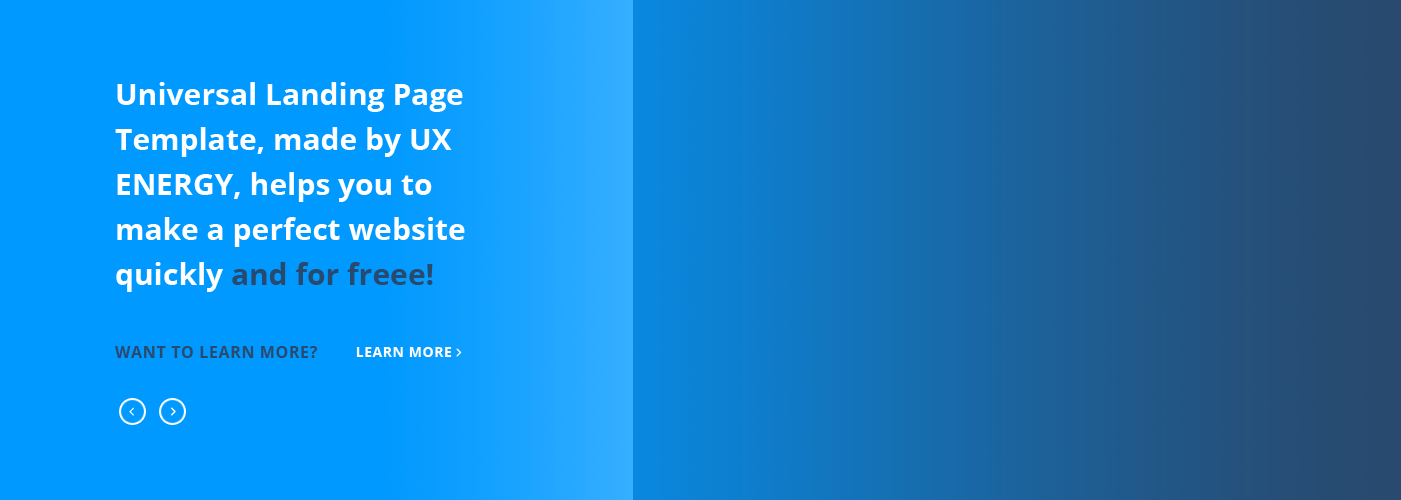 Universal Landing Page
Template, made by UX
ENERGY, helps you to
make a perfect website
quickly and for freee!
WANT TO LEARN MORE? LEARN MORE